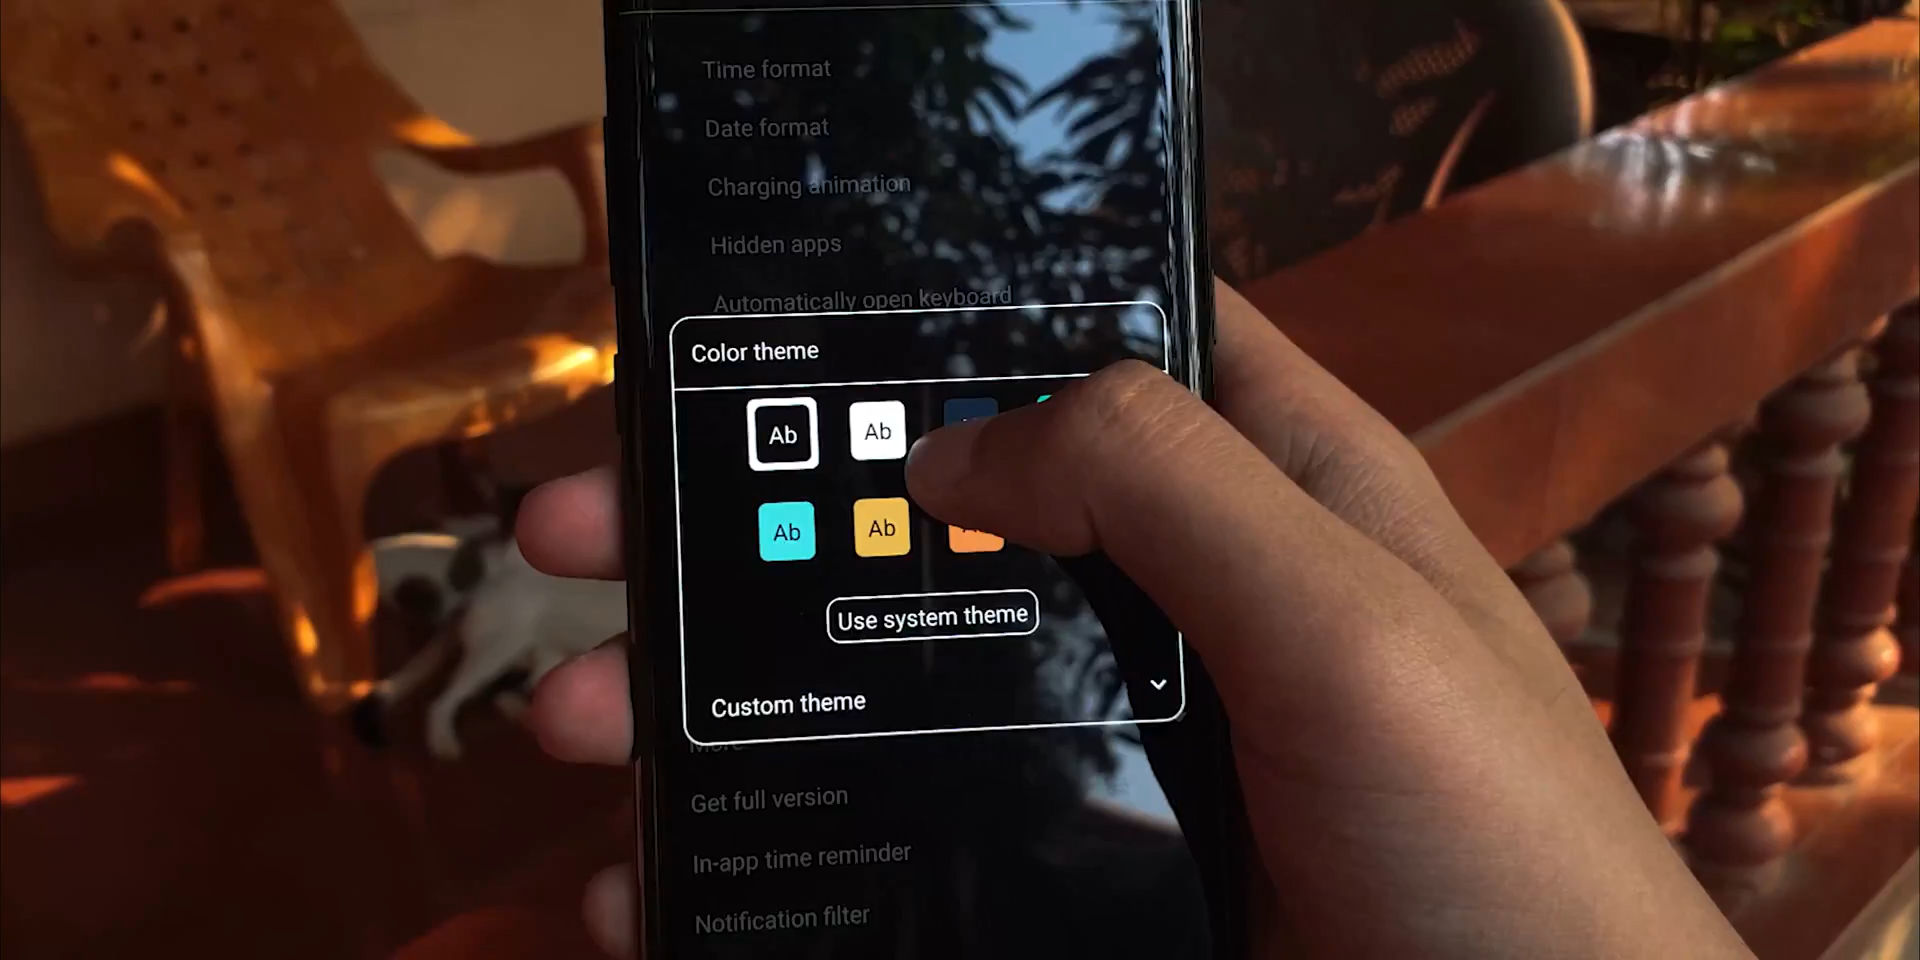 Time format
Date format
Charging animation
Hidden apps
Automatically open keyboard
Color theme
Ab Ab
Ab Ab
Use system theme
Custom theme
More
Get full version
In-app time reminder
Notification filter